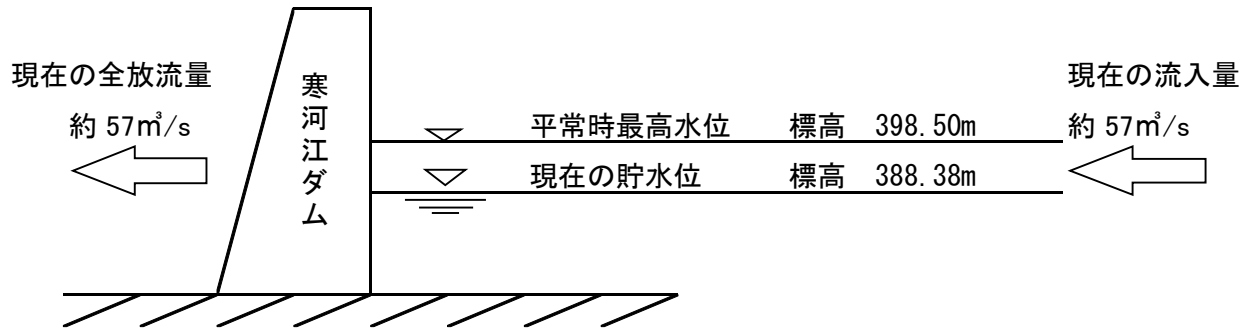 現在の全放流量
約 57㎥/s
寒河江ダム
平常時最高水位 標高 398.50m
現在の貯水位 標高 388.38m
現在の流入量
約 57㎥/s